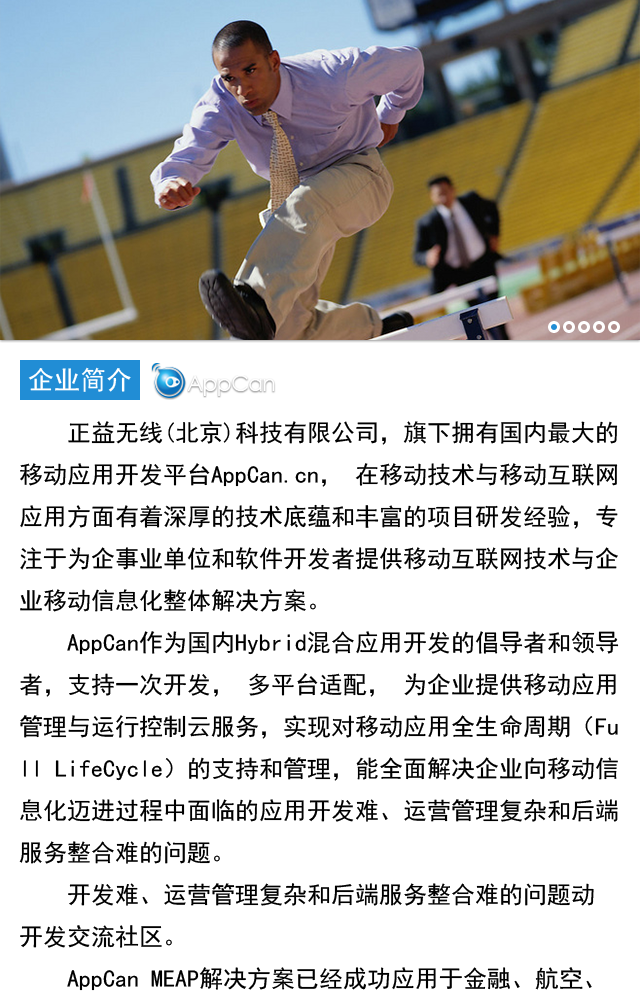 企业简介 AppCan
正益无线(北京)科技有限公司，旗下拥有国内最大的
移动应用开发平台AppCan.cn， 在移动技术与移动互联网
应用方面有着深厚的技术底蕴和丰富的项目研发经验，专
注于为企事业单位和软件开发者提供移动互联网技术与企
业移动信息化整体解决方案。
AppCan作为国内Hybrid混合应用开发的倡导者和领导
者，支持一次开发， 多平台适配， 为企业提供移动应用
管理与运行控制云服务，实现对移动应用全生命周期（Fu
ll LifeCycle）的支持和管理，能全面解决企业向移动信
息化迈进过程中面临的应用开发难、运营管理复杂和后端
服务整合难的问题。
开发难、运营管理复杂和后端服务整合难的问题动
开发交流社区。
AppCan MEAP解决方案已经成功应用于金融、航空、